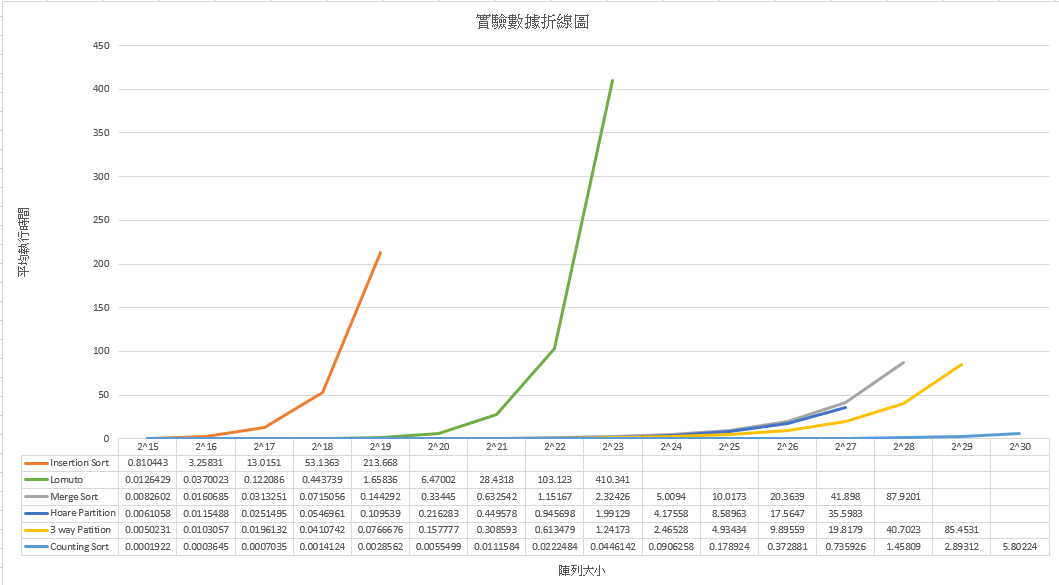 實驗數據折線圖
450
400
350
300
250
200
150
100
50
0
平均執行時間
2^15 2^16 2^17 2^18 2^19 2^20 2^21 2^22 2^23 2^24 2^25 2^26 2^27 2^28 2^29 2^30
Insertion Sort 0.810443 3.25831 13.0151 53.1363 213.668
Lomuto 0.0126429 0.0370023 0.122086 0.443739 1.65836 6.47002 28.4318 103.123 410.341
Merge Sort 0.0082602 0.0160685 0.0313251 0.0715056 0.144292 0.33445 0.632542 1.15167 2.32426 5.0094 10.0173 20.3639 41.898 87.9201
Hoare Partition 0.0061058 0.0115488 0.0251495 0.0546961 0.109539 0.216283 0.449578 0.945698 1.99129 4.17558 8.58963 17.5647 35.5983
3 way Patition 0.0050231 0.0103057 0.0196132 0.0410742 0.0766676 0.157777 0.308593 0.613479 1.24173 2.46528 4.93434 9.89559 19.8179 40.7023 85.4531
Counting Sort 0.0001922 0.0003645 0.0007035 0.0014124 0.0028562 0.0055499 0.0111584 0.0222484 0.0446142 0.0906258 0.178924 0.372881 0.735926 1.45809 2.89312 5.80224
陣列大小